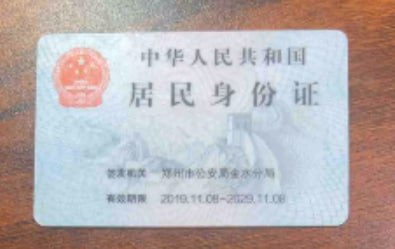 中华人民共和国
居民身份证
签发机关 郑州市公安局金水分局
有效期限 2019.11.08-2029.11.08